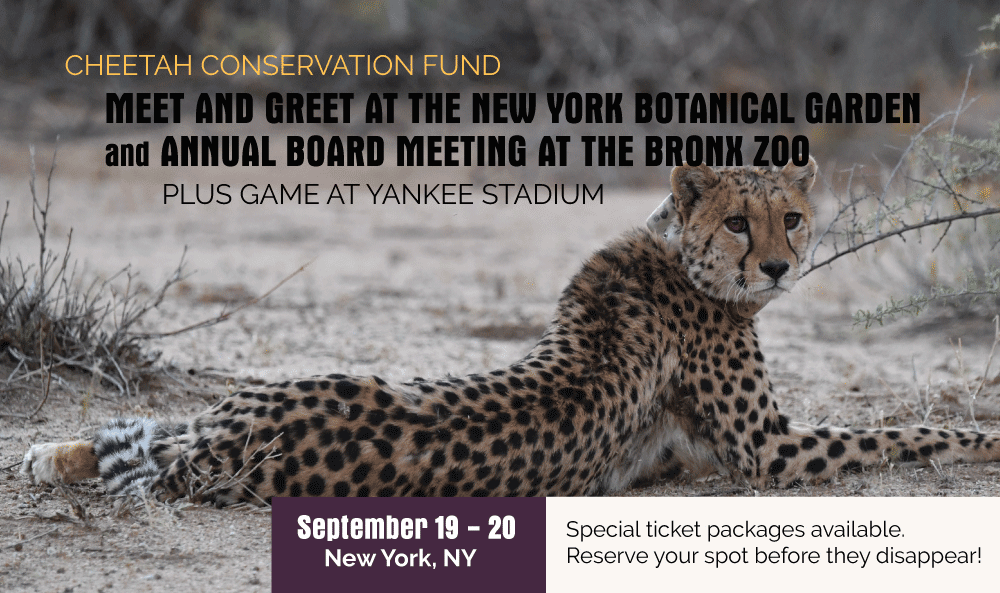 CHEETAH CONSERVATION FUND
MEET AND GREET AT THE NEW YORK BOTANICAL GARDEN
and ANNUAL BOARD MEETING AT THE BRONX ZOO
PLUS GAME AT YANKEE STADIUM
September 19 – 20
New York, NY
Special ticket packages available.
Reserve your spot before they disappear!